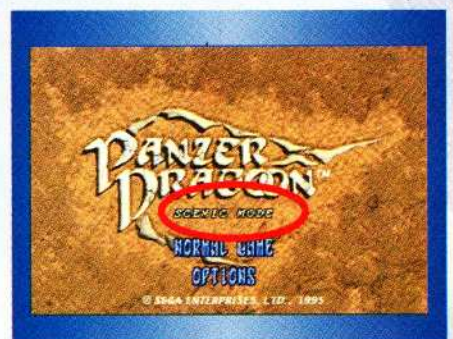 PANZER
DRAGOON™
SCENIC MODE
NORMAL GAME
OPTIONS
© SEGA ENTERPRISES, LTD., 1995